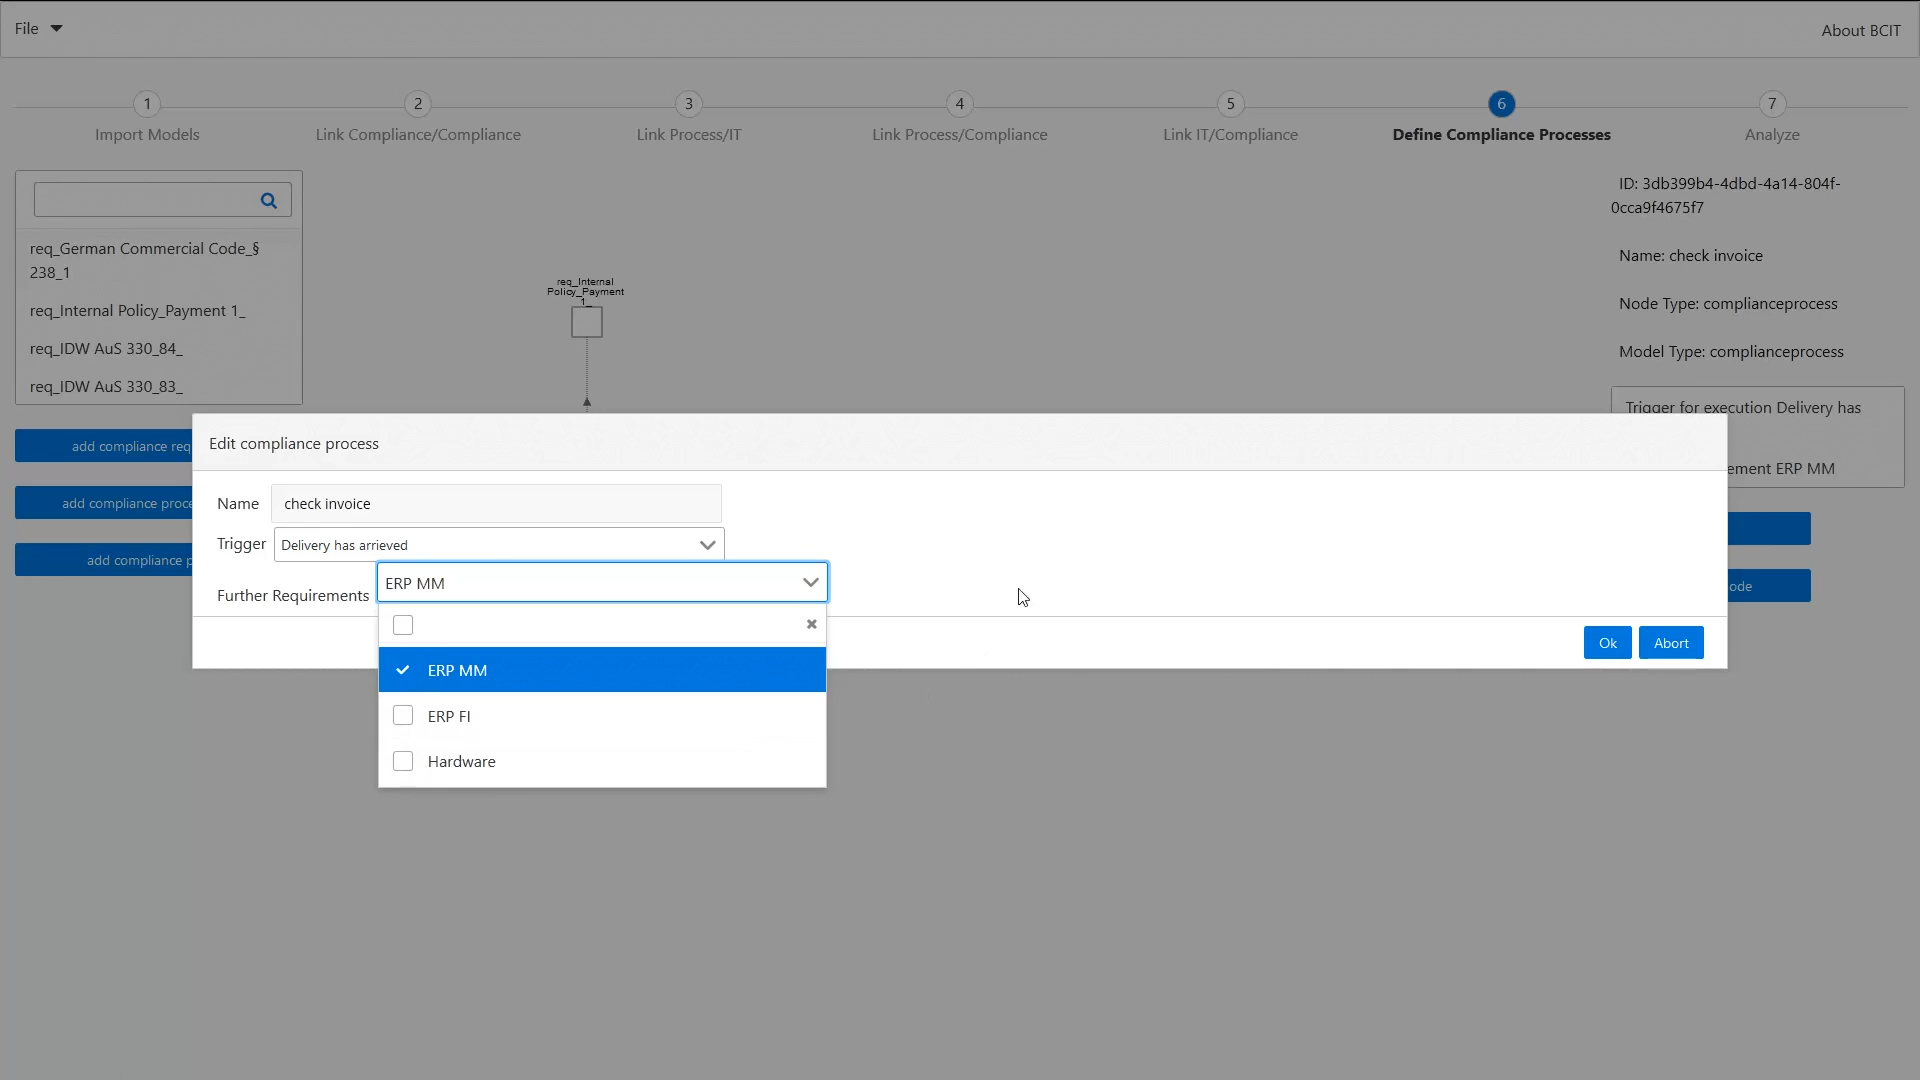 File
About BCIT
1
2
3
4
5
6
7
Import Models
Link Compliance/Compliance
Link Process/IT
Link Process/Compliance
Link IT/Compliance
Define Compliance Processes
Analyze
req_German Commercial Code_§
238_1
req_Internal Policy_Payment 1_
req_IDW AuS 330_84_
req_IDW AuS 330_83_
add compliance req
add compliance proce
add compliance p
req_Internal
Policy_Payment
1_
ID: 3db399b4-4dbd-4a14-804f-
0cca9f4675f7
Name: check invoice
Node Type: complianceprocess
Model Type: complianceprocess
Trigger for execution Delivery has
ement ERP MM
ode
Edit compliance process
Name check invoice
Trigger Delivery has arrieved
Further Requirements ERP MM
ERP MM
ERP FI
Hardware
Ok
Abort